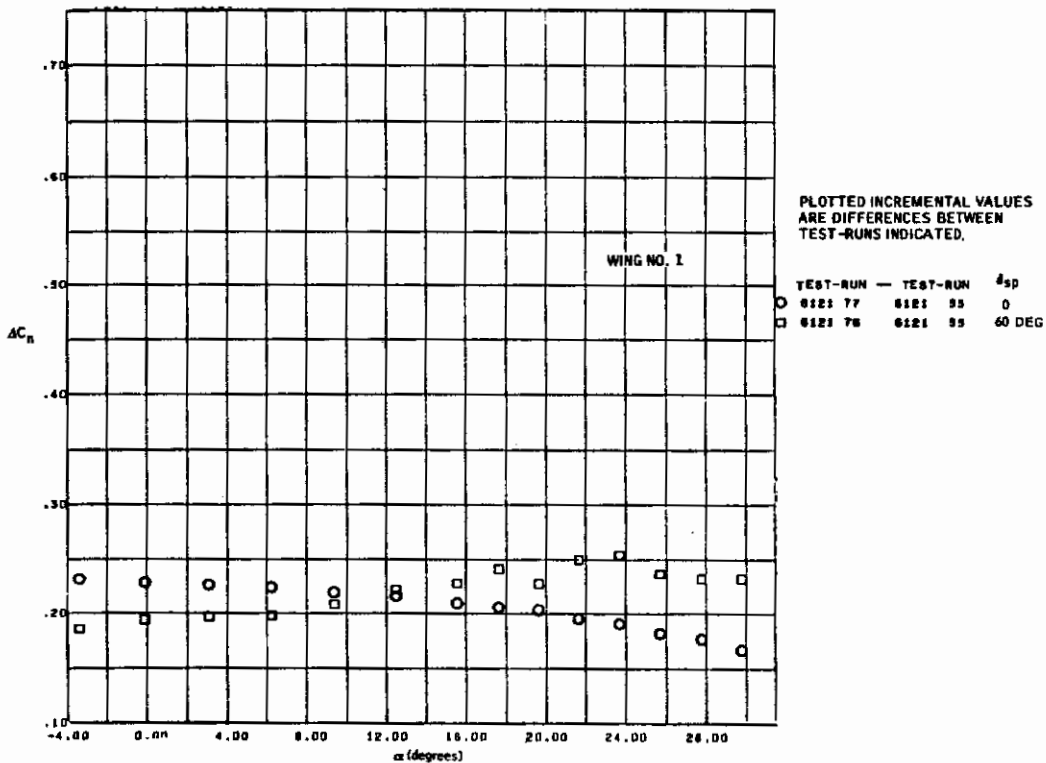 .70
.60
.50
.40
.30
.20
.10
ΔCn
-4.00 0.00 4.00 8.00 12.00 16.00 20.00 24.00 28.00
α (degrees)
WING NO. 1
PLOTTED INCREMENTAL VALUES
ARE DIFFERENCES BETWEEN
TEST-RUNS INDICATED.
TEST-RUN — TEST-RUN
0
60 DEG